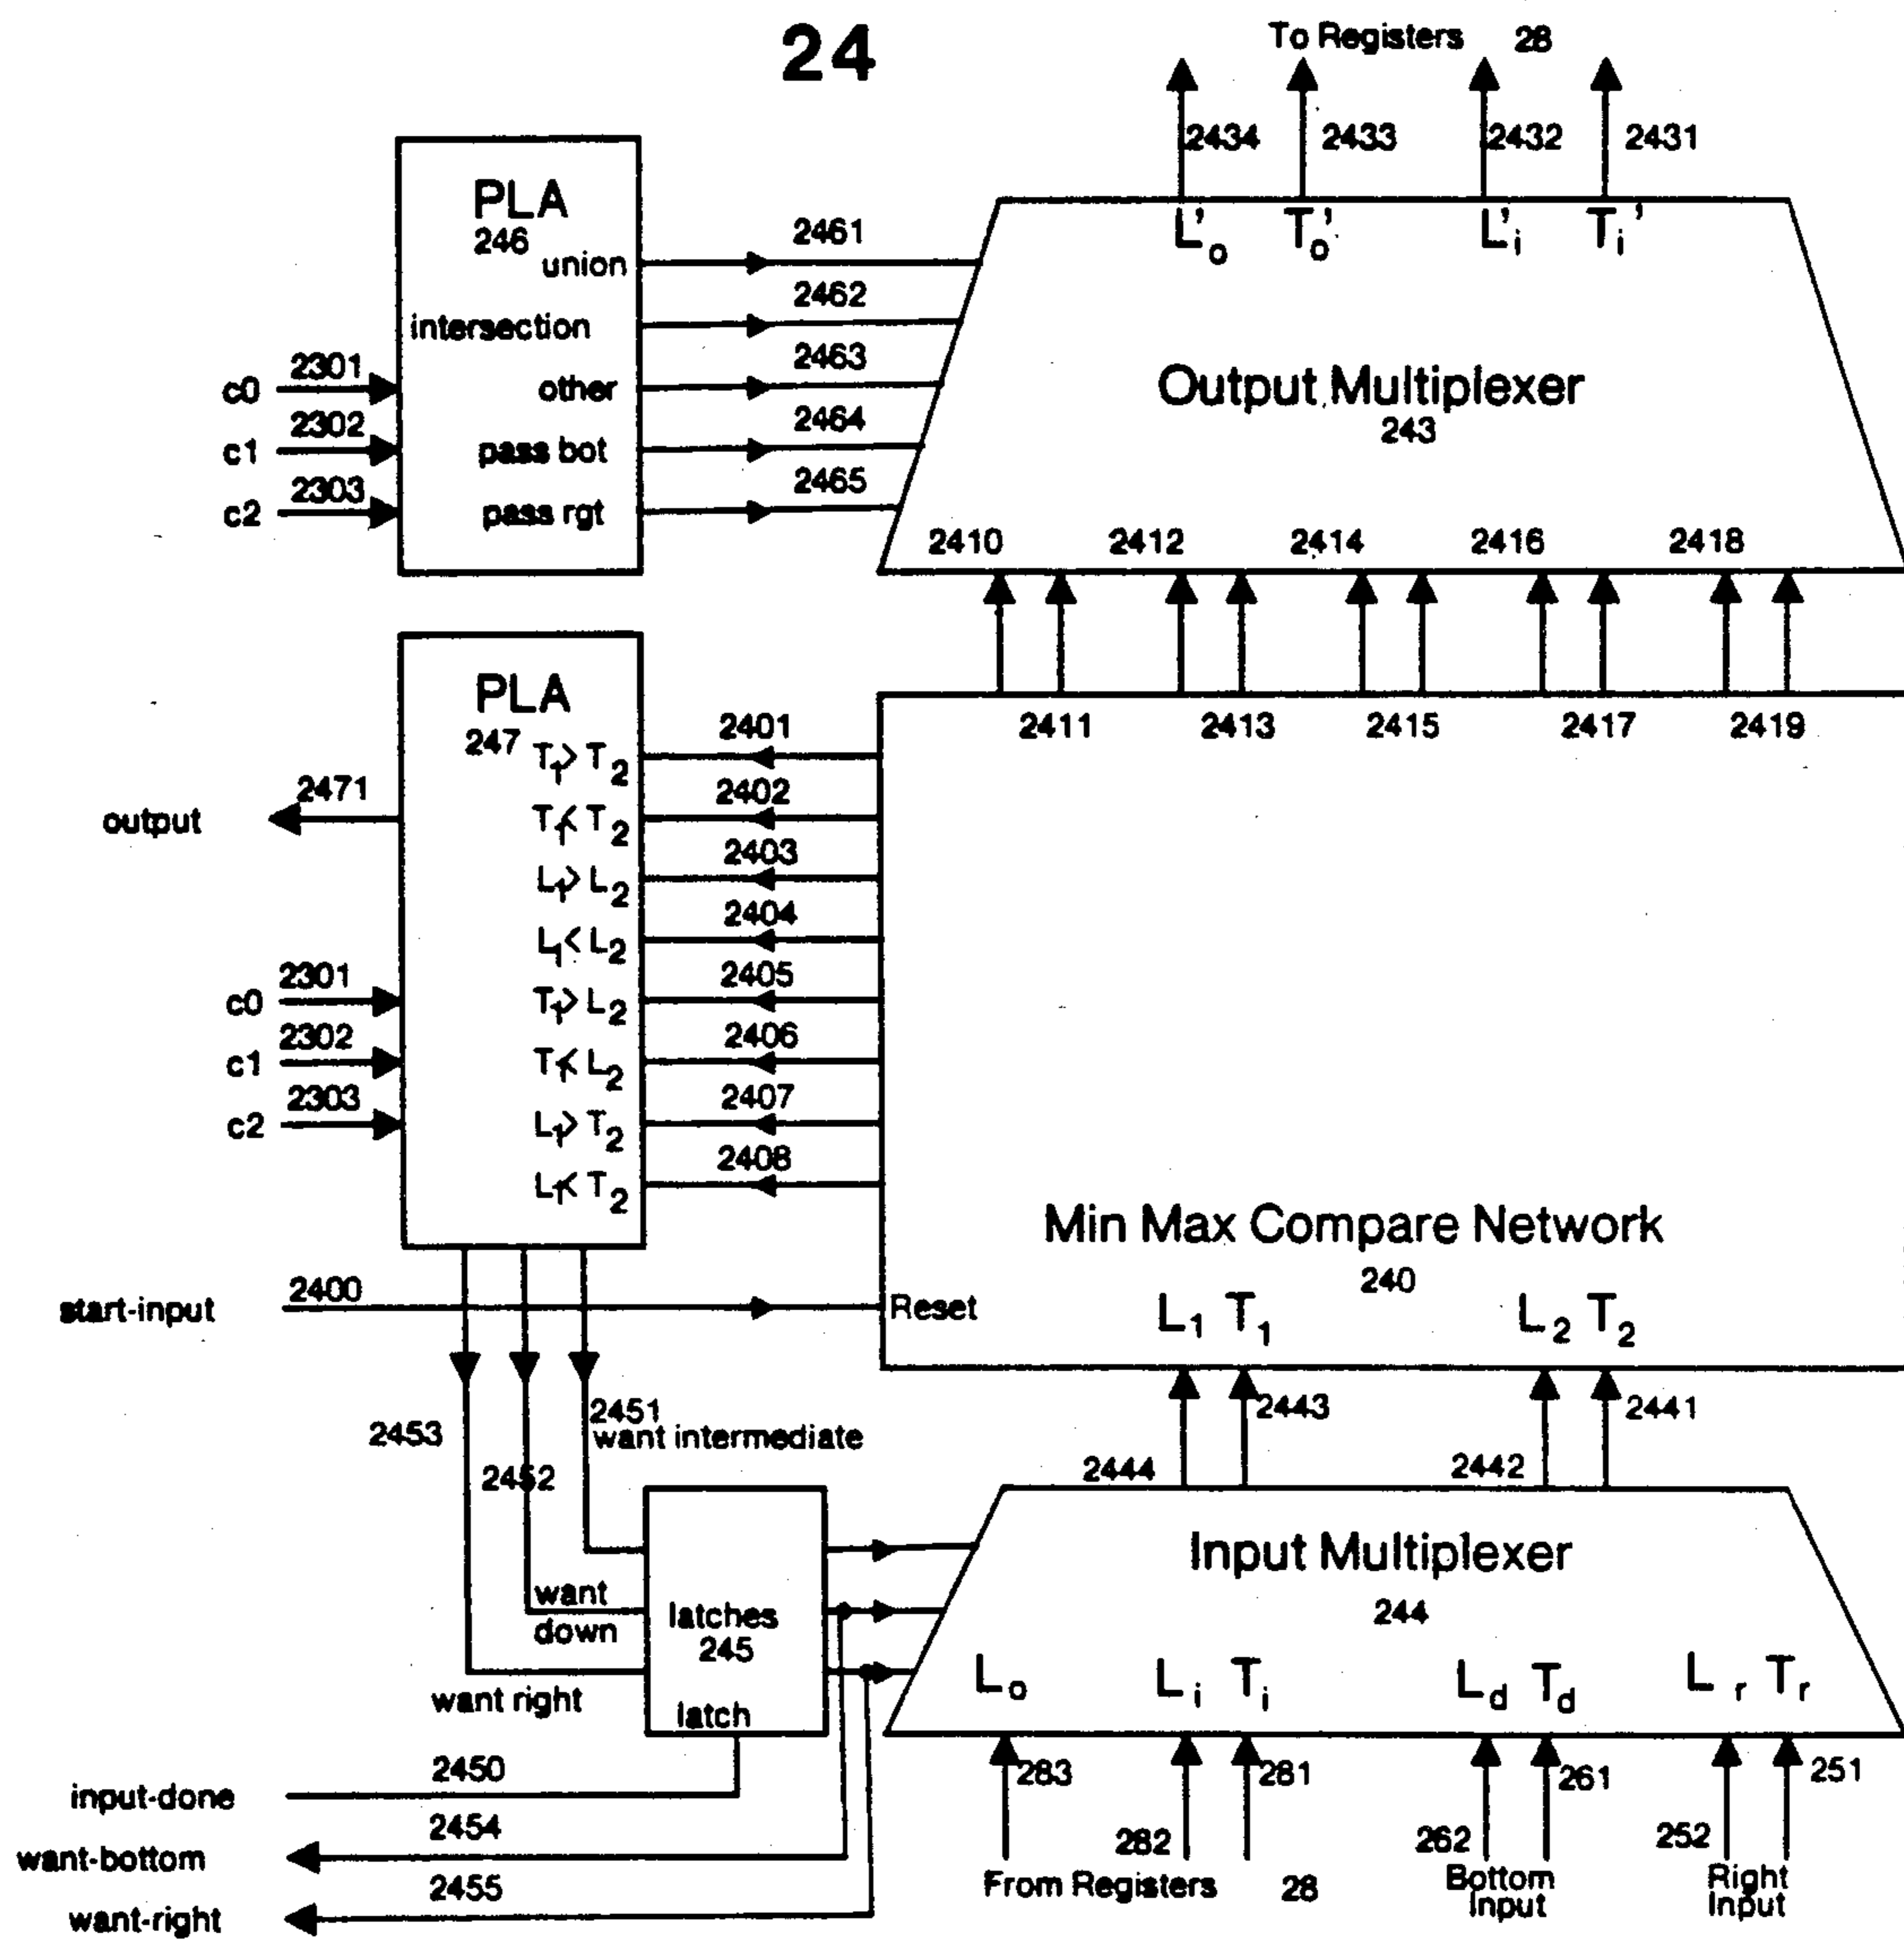 24
To Registers 28
2434 2433 2432 2431
L'o To' L'i Ti'
PLA
246
union
intersection
other
pass bot
pass rgt
2461
2462
2463
2464
2465
c0 2301
c1 2302
c2 2303
Output Multiplexer
243
2410 2412 2414 2416 2418
2411 2413 2415 2417 2419
PLA
247
T1> T2 2401
T1< T2 2402
L1> L2 2403
L1< L2 2404
T1> L2 2405
T1< L2 2406
L1> T2 2407
L1< T2 2408
output 2471
c0 2301
c1 2302
c2 2303
Min Max Compare Network
240
start-input 2400 Reset
L1 T1 L2 T2
2443 2441
2444 2442
2451
want intermediate
2453
2452
want
down
want right
latches
245
latch
Input Multiplexer
244
Lo Li Ti Ld Td Lr Tr
283 281 261 251
282 262 252
From Registers 28
Bottom
Input
Right
Input
input-done 2450
want-bottom 2454
want-right 2455